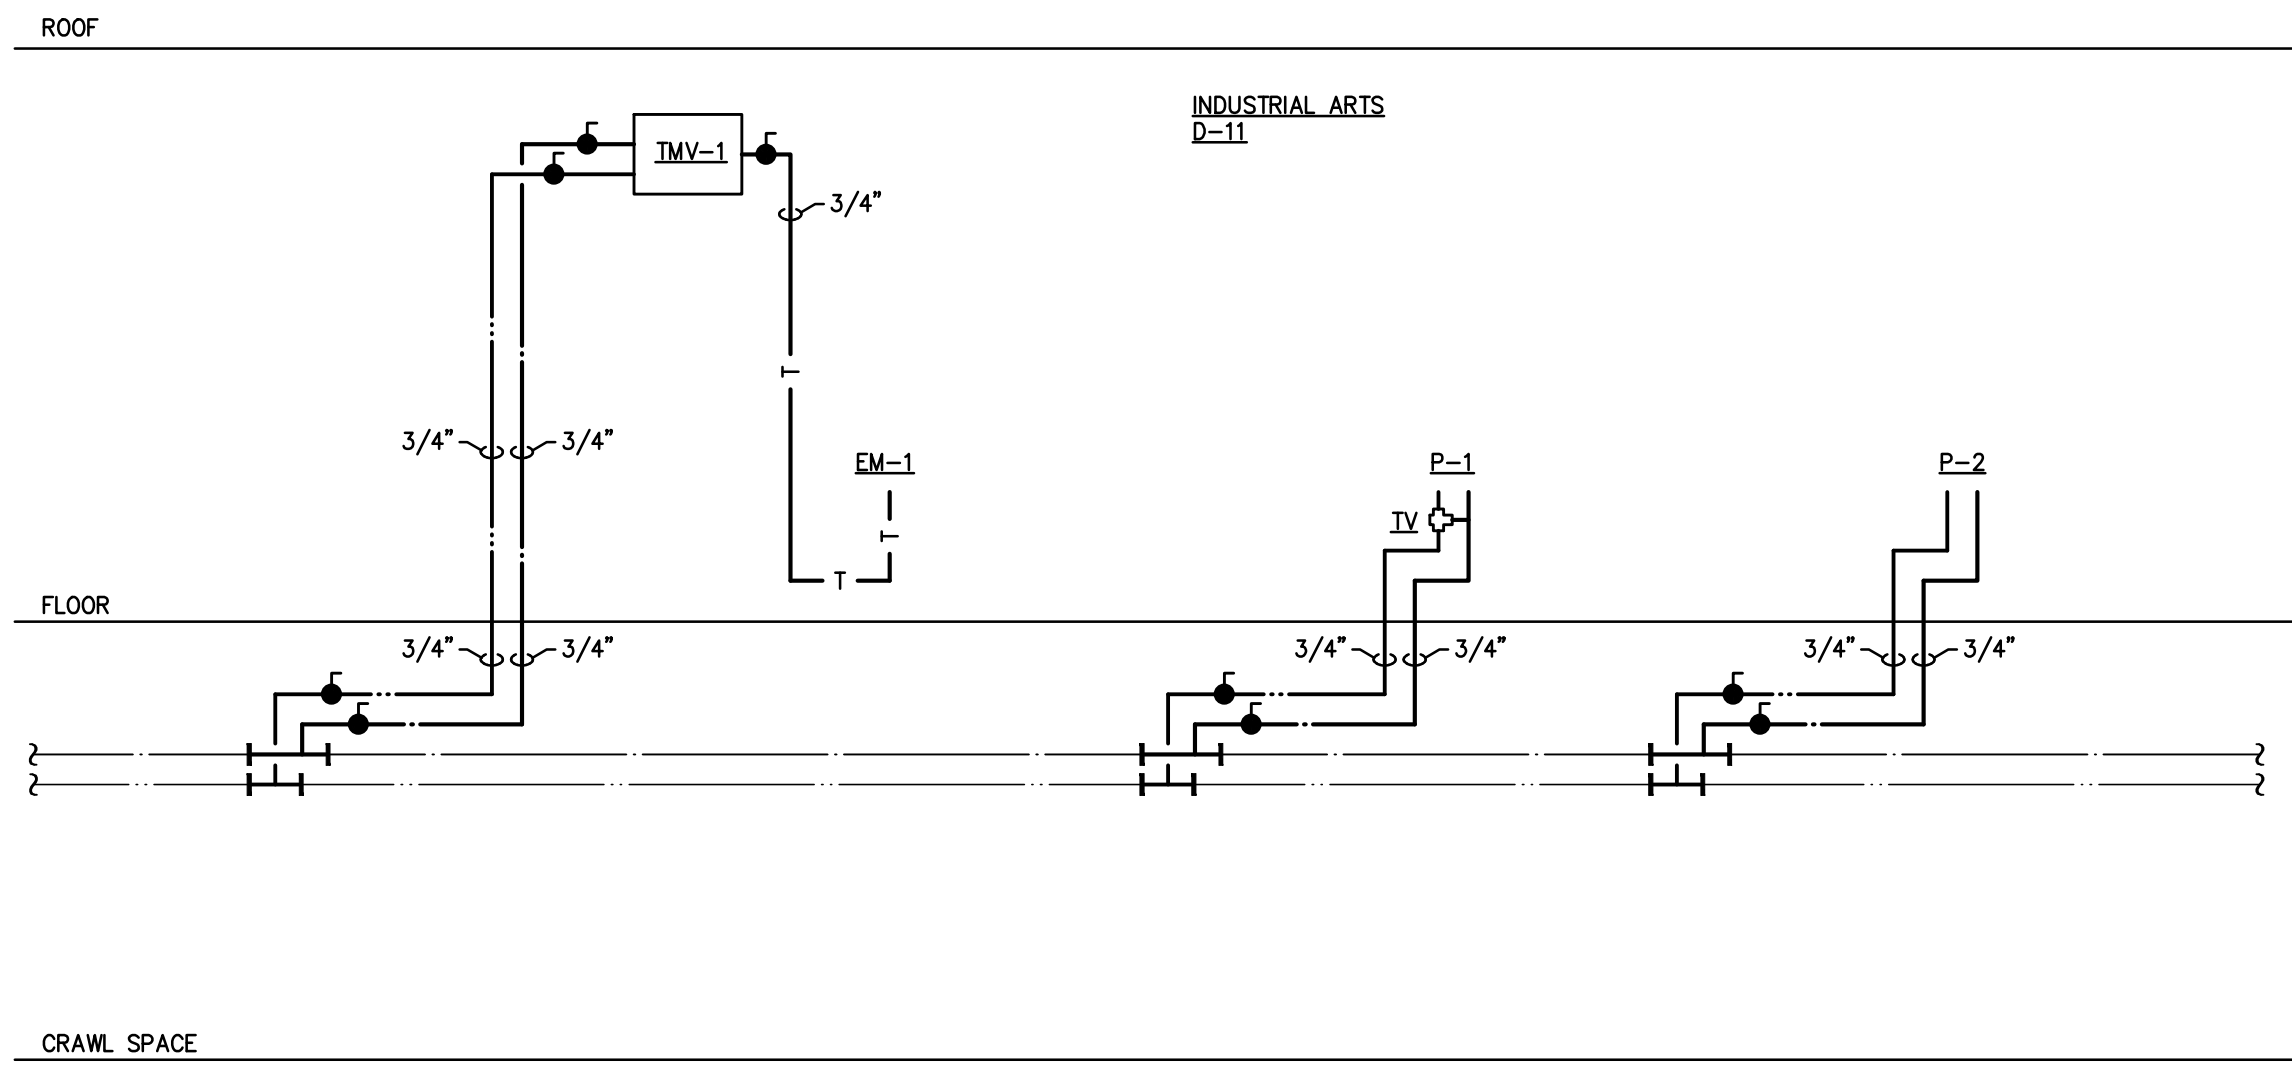 ROOF
INDUSTRIAL ARTS
D-11
TMV-1
3/4"
T
3/4"
3/4"
EM-1
P-1
P-2
TV
T
T
FLOOR
3/4"
3/4"
3/4"
3/4"
3/4"
3/4"
CRAWL SPACE